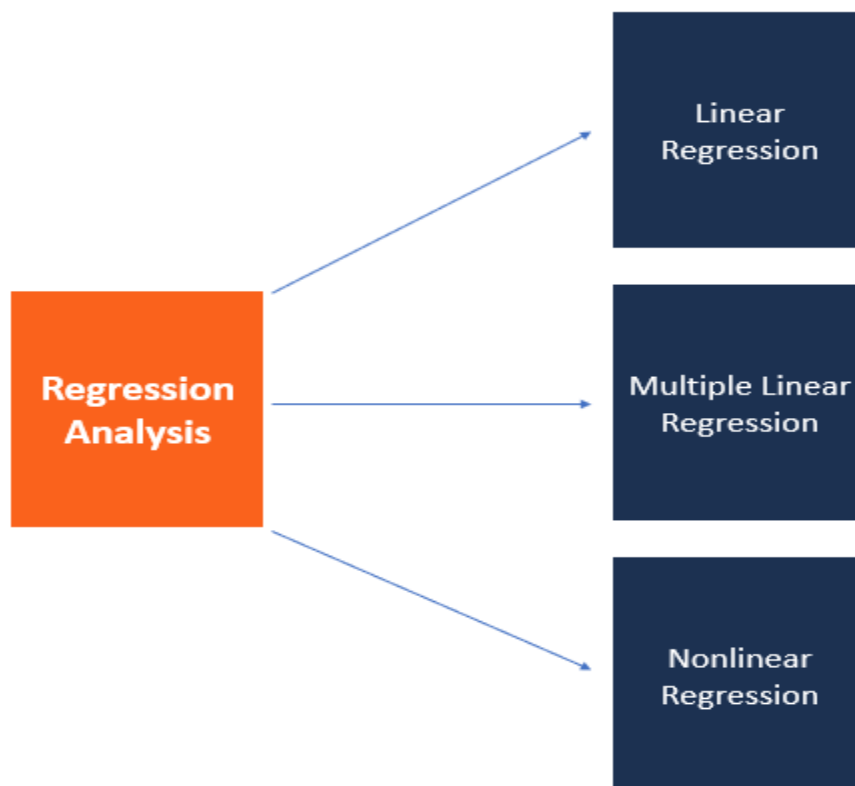 Linear
Regression
Regression
Analysis
Multiple Linear
Regression
Nonlinear
Regression